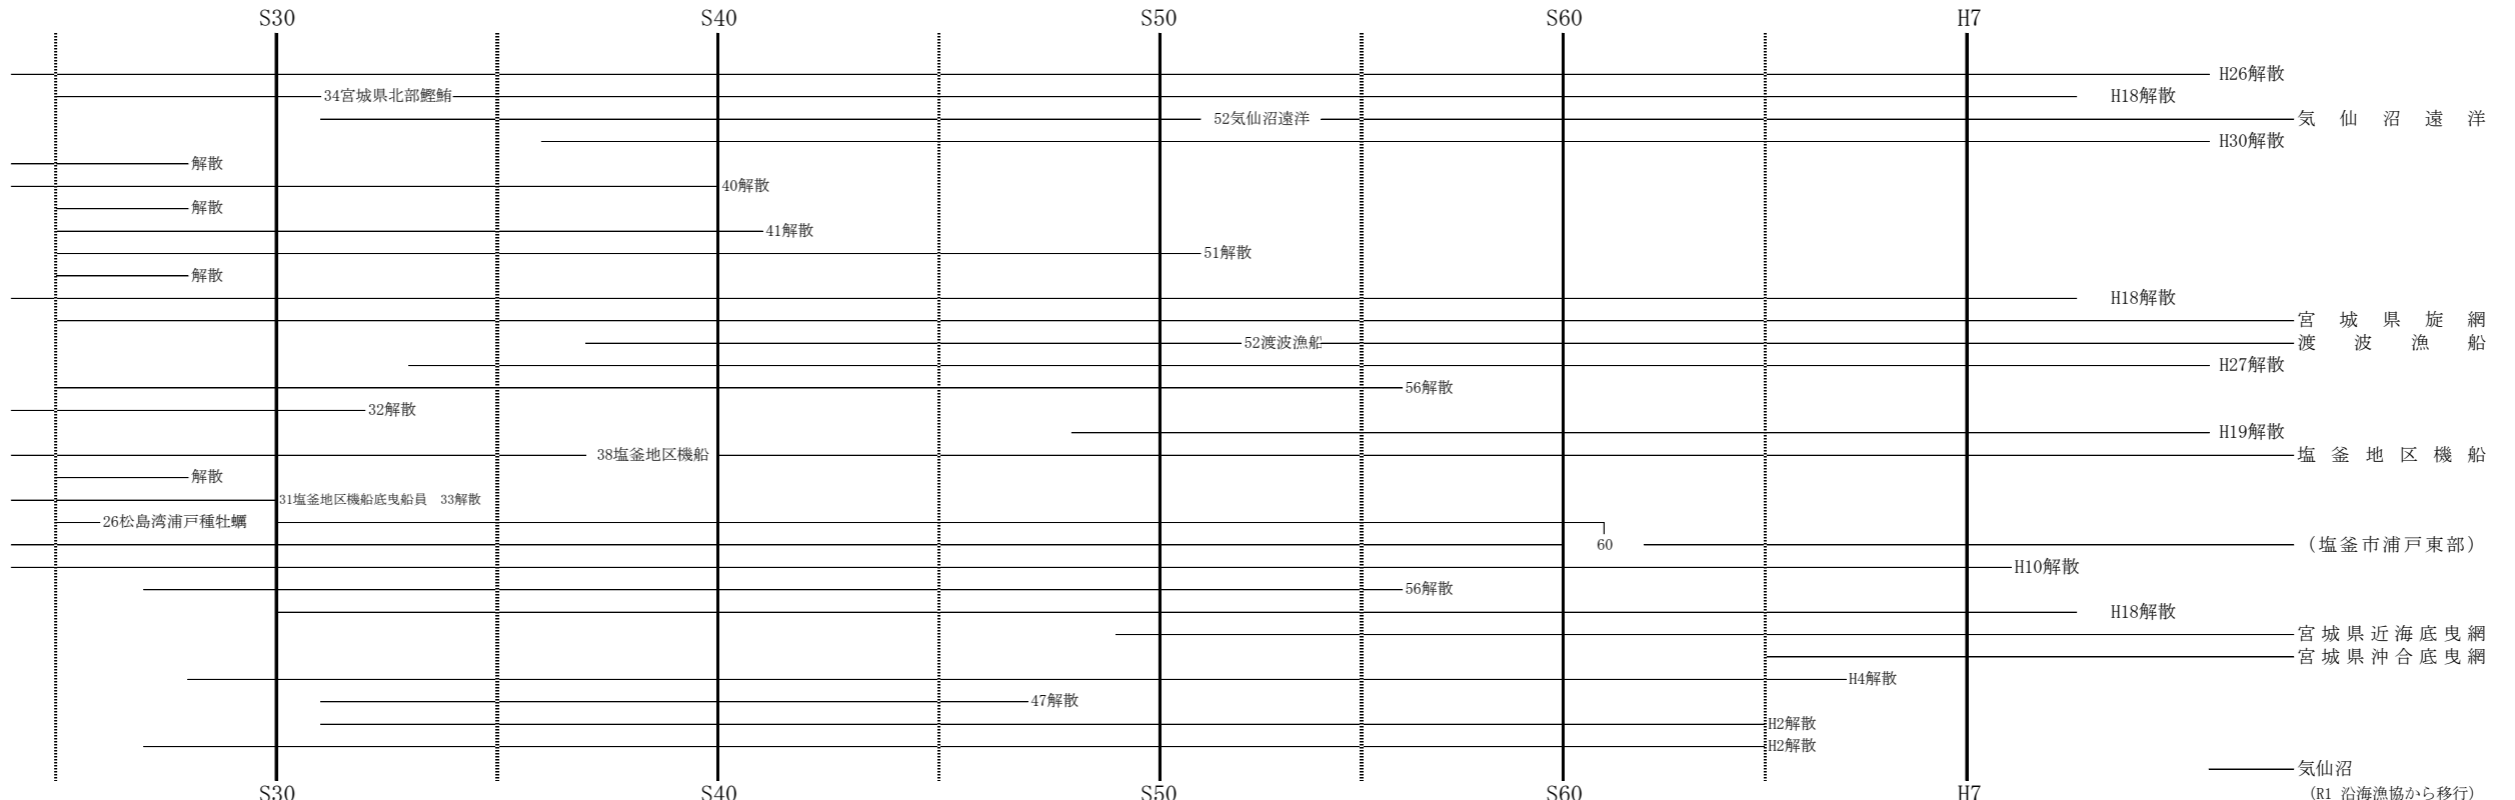 S30 S40 S50 S60 H7
H26解散
34宮城県北部鰹鮪 H18解散
52気仙沼遠洋 気仙沼遠洋
H30解散
解散
40解散
解散
41解散
51解散
解散
H18解散
宮城県旋網
52渡波漁船 渡波漁船
H27解散
56解散
32解散
H19解散
38塩釜地区機船 塩釜地区機船
解散
31塩釜地区機船底曳船員 33解散
26松島湾浦戸種牡蠣
60 （塩釜市浦戸東部）
H10解散
56解散
H18解散
宮城県近海底曳網
宮城県沖合底曳網
H4解散
47解散
H2解散
H2解散
気仙沼
S30 S40 S50 S60 H7 （R1 沿海漁協から移行）